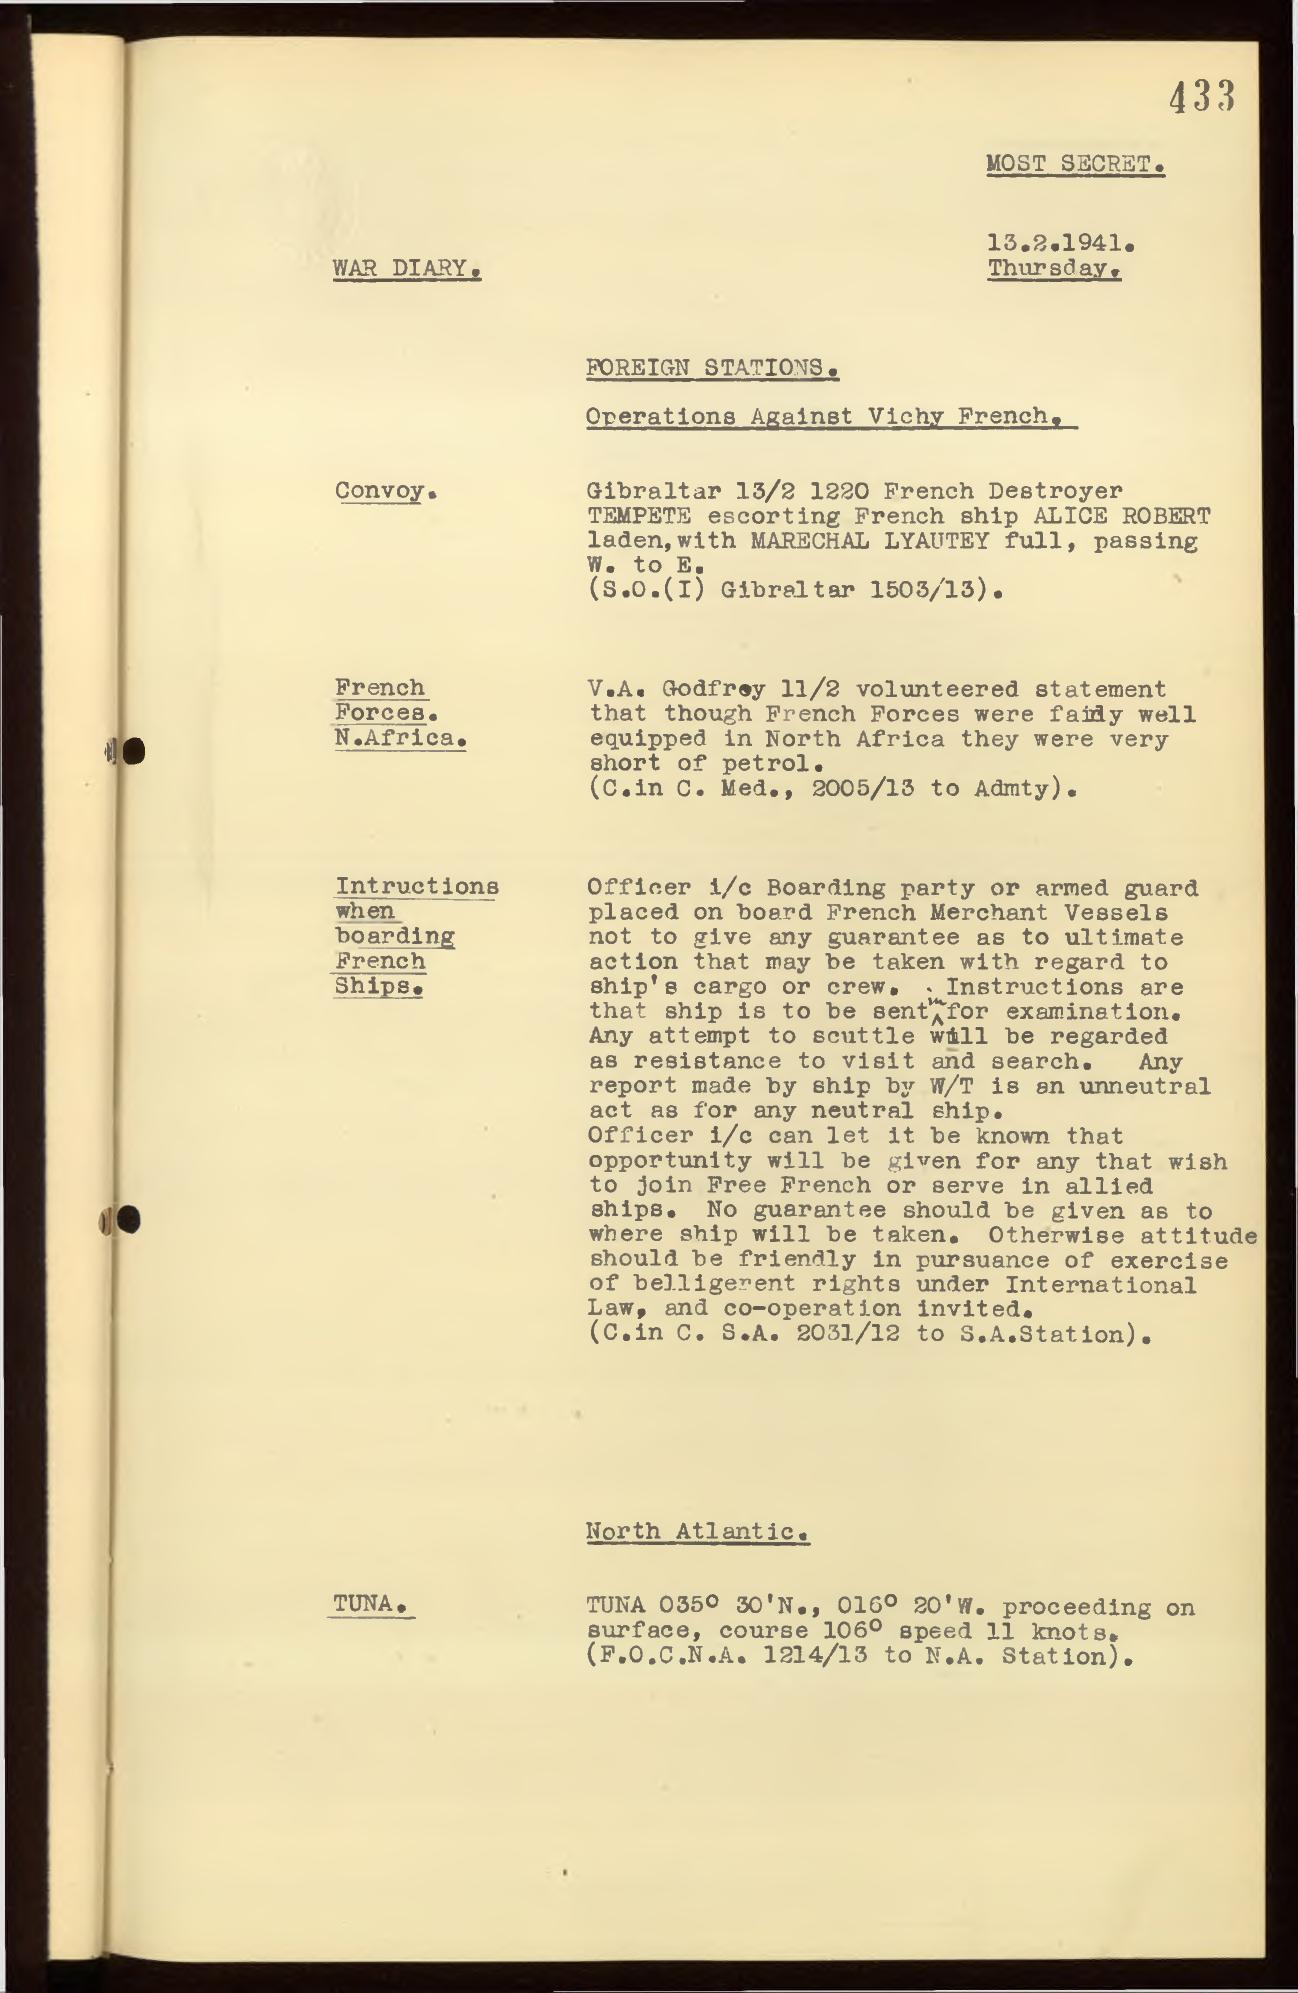 433
MOST SECRET.
13.2.1941.
WAR DIARY. Thursday.
FOREIGN STATIONS.
Operations Against Vichy French.
Convoy. Gibraltar 13/2 1220 French Destroyer
TEMPETE escorting French ship ALICE ROBERT
laden,with MARECHAL LYAUTEY full, passing
W. to E.
(S.O.(I) Gibraltar 1503/13).
French V.A. Godfrey 11/2 volunteered statement
Forces. that though French Forces were fairly well
N.Africa. equipped in North Africa they were very
short of petrol.
(C.in C. Med., 2005/13 to Admty).
Intructions Officer i/c Boarding party or armed guard
when placed on board French Merchant Vessels
boarding not to give any guarantee as to ultimate
French action that may be taken with regard to
Ships. ship's cargo or crew. Instructions are
that ship is to be sent in for examination.
Any attempt to scuttle will be regarded
as resistance to visit and search. Any
report made by ship by W/T is an unneutral
act as for any neutral ship.
Officer i/c can let it be known that
opportunity will be given for any that wish
to join Free French or serve in allied
ships. No guarantee should be given as to
where ship will be taken. Otherwise attitude
should be friendly in pursuance of exercise
of belligerent rights under International
Law, and co-operation invited.
(C.in C. S.A. 2031/12 to S.A.Station).
North Atlantic.
TUNA. TUNA 035° 30'N., 016° 20'W. proceeding on
surface, course 106° speed 11 knots.
(F.O.C.N.A. 1214/13 to N.A. Station).